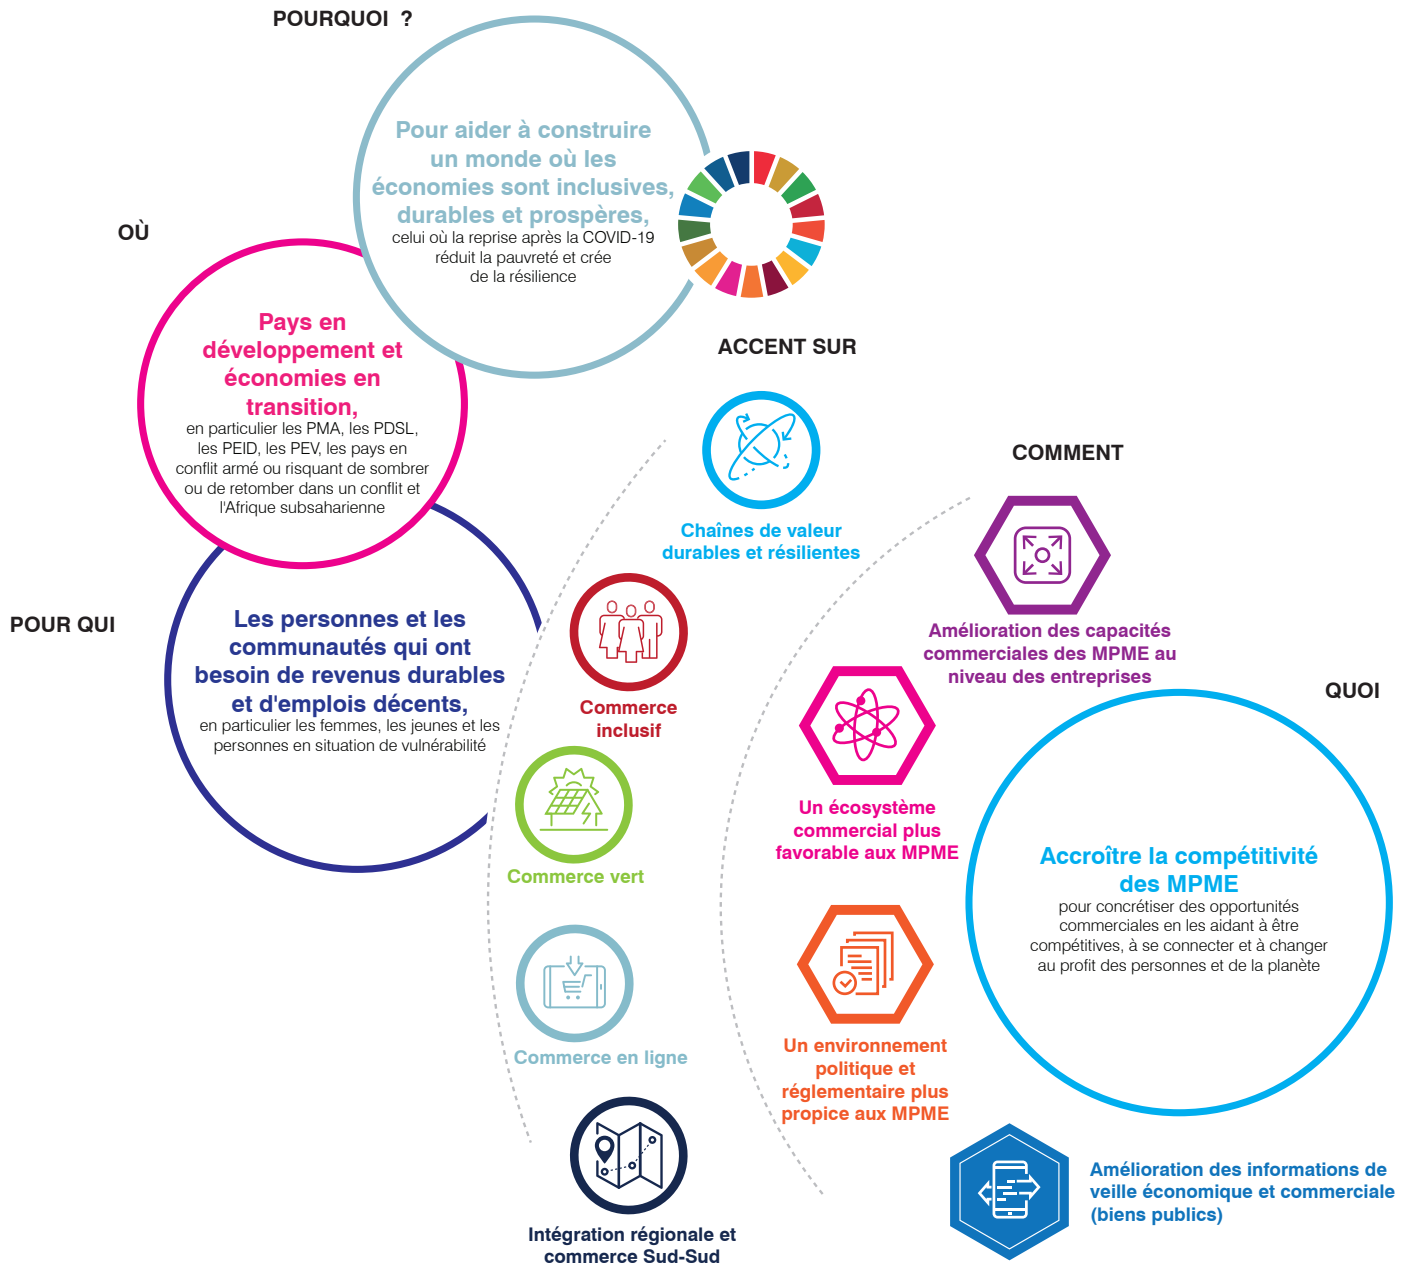 POURQUOI ?
Pour aider à construire
un monde où les
économies sont inclusives,
durables et prospères,
celui où la reprise après la COVID-19
réduit la pauvreté et crée
de la résilience
OÙ
Pays en
développement et
économies en
transition,
en particulier les PMA, les PDSL,
les PEID, les PEV, les pays en
conflit armé ou risquant de sombrer
ou de retomber dans un conflit et
l'Afrique subsaharienne
POUR QUI
Les personnes et les
communautés qui ont
besoin de revenus durables
et d'emplois décents,
en particulier les femmes, les jeunes et les
personnes en situation de vulnérabilité
ACCENT SUR
Chaînes de valeur
durables et résilientes
Commerce
inclusif
Commerce vert
Commerce en ligne
Intégration régionale et
commerce Sud-Sud
COMMENT
Amélioration des capacités
commerciales des MPME au
niveau des entreprises
Un écosystème
commercial plus
favorable aux MPME
Un environnement
politique et
réglementaire plus
propice aux MPME
Amélioration des informations de
veille économique et commerciale
(biens publics)
QUOI
Accroître la compétitivité
des MPME
pour concrétiser des opportunités
commerciales en les aidant à être
compétitives, à se connecter et à changer
au profit des personnes et de la planète